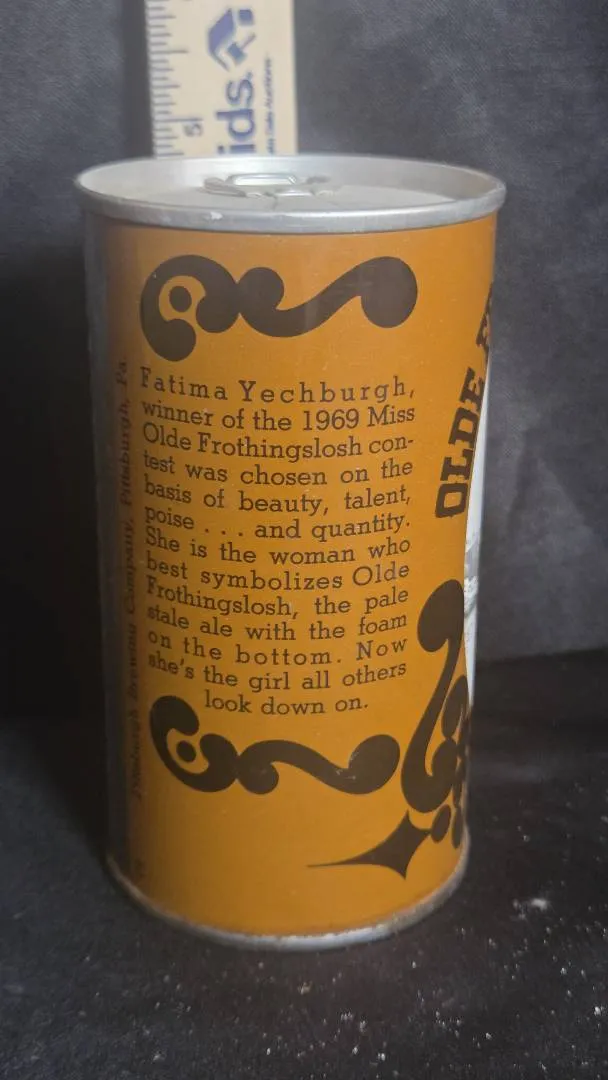 5
ids.
Fatima Yechburgh,
winner of the 1969 Miss
Olde Frothingslosh con-
test was chosen on the
basis of beauty, talent,
poise . . . and quantity.
She is the woman who
best symbolizes Olde
Frothingslosh, the pale
stale ale with the foam
on the bottom. Now
she's the girl all others
look down on.
Pittsburgh Brewing Company, Pittsburgh, Pa
OLDE